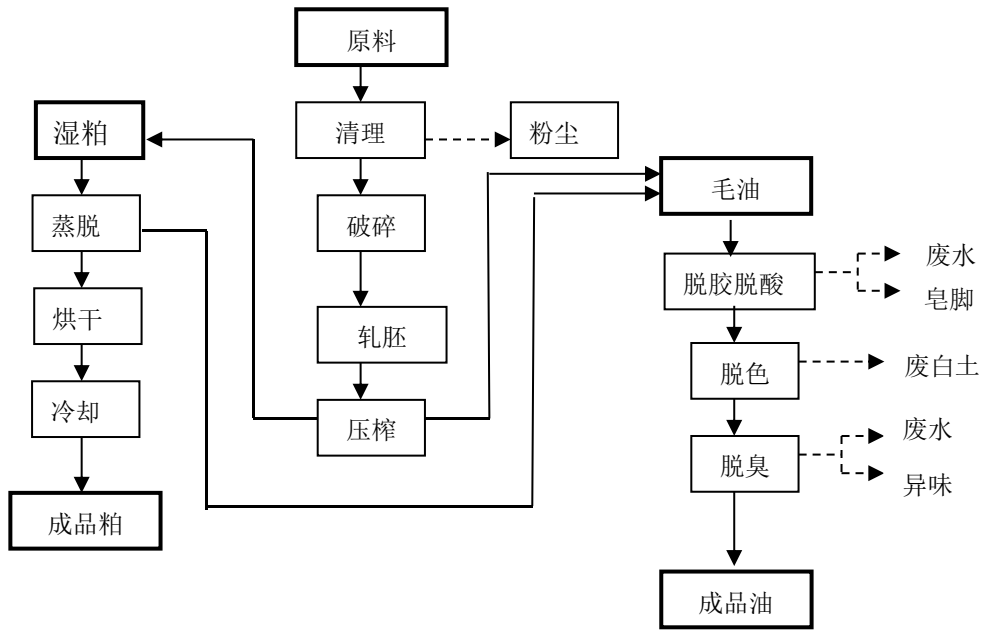 原料
清理
粉尘
湿粕
毛油
蒸脱
破碎
废水
脱胶脱酸
皂脚
烘干
轧胚
脱色
废白土
冷却
压榨
废水
脱臭
异味
成品粕
成品油